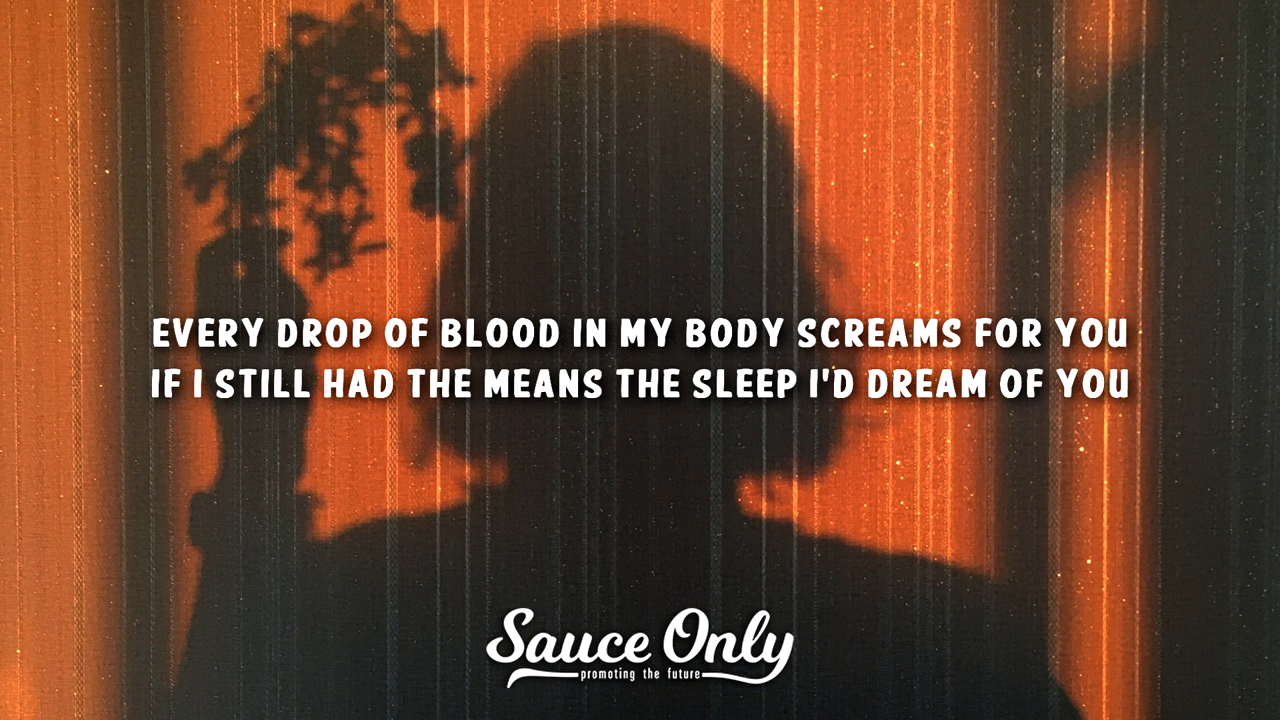 EVERY DROP OF BLOOD IN MY BODY SCREAMS FOR YOU
IF I STILL HAD THE MEANS THE SLEEP I'D DREAM OF YOU
Sauce Only
promoting the future